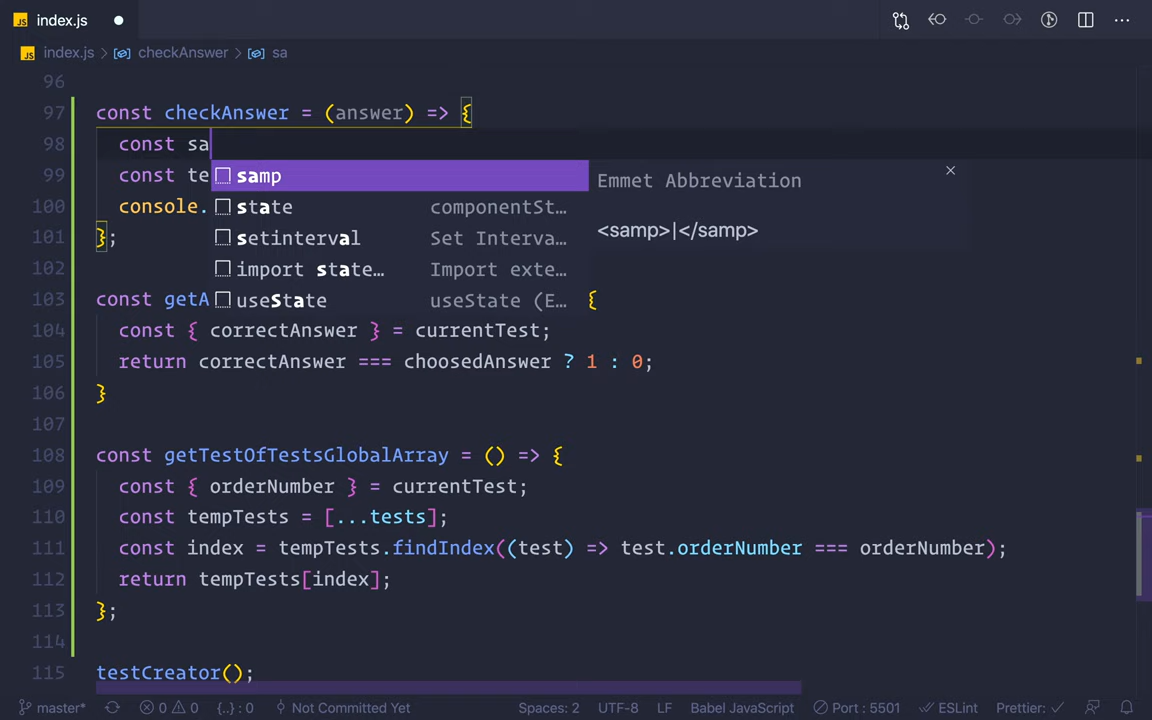 JS index.js
JS index.js > checkAnswer > sa
96
97 const checkAnswer = (answer) => {
98 const sa
99 const te
100 console.
101 };
102
103 const getA {
104 const { correctAnswer } = currentTest;
105 return correctAnswer === choosedAnswer ? 1 : 0;
106 }
107
108 const getTestOfTestsGlobalArray = () => {
109 const { orderNumber } = currentTest;
110 const tempTests = [...tests];
111 const index = tempTests.findIndex((test) => test.orderNumber === orderNumber);
112 return tempTests[index];
113 };
114
115 testCreator();
samp
state componentSt…
setinterval Set Interva…
import state… Import exte…
useState useState (E…
Emmet Abbreviation
<samp>|</samp>
master* 0 0 {..} : 0 Not Committed Yet Spaces: 2 UTF-8 LF Babel JavaScript Port : 5501 ESLint Prettier: ✓